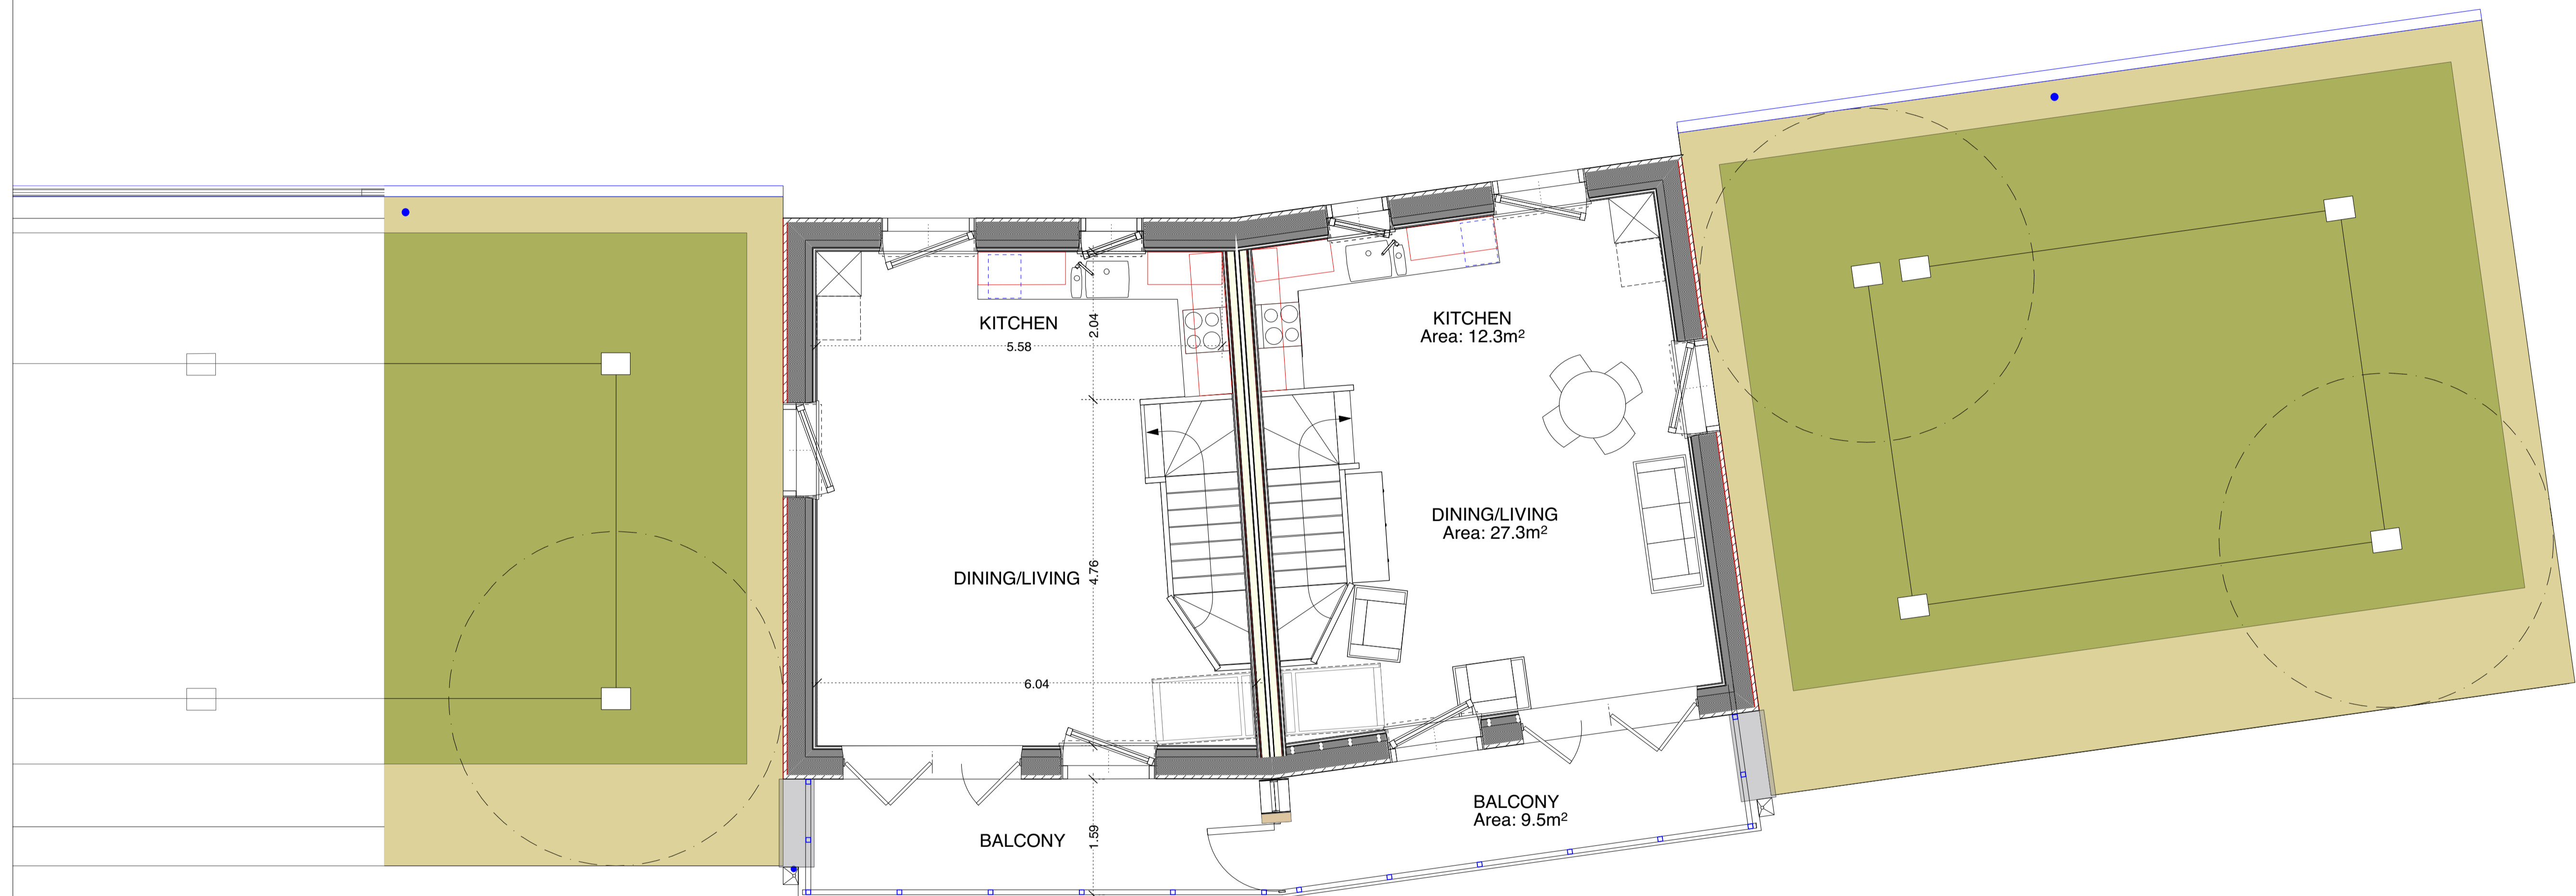 KITCHEN
2.04
5.58
DINING/LIVING
4.76
6.04
BALCONY
1.59
KITCHEN
Area: 12.3m²
DINING/LIVING
Area: 27.3m²
BALCONY
Area: 9.5m²